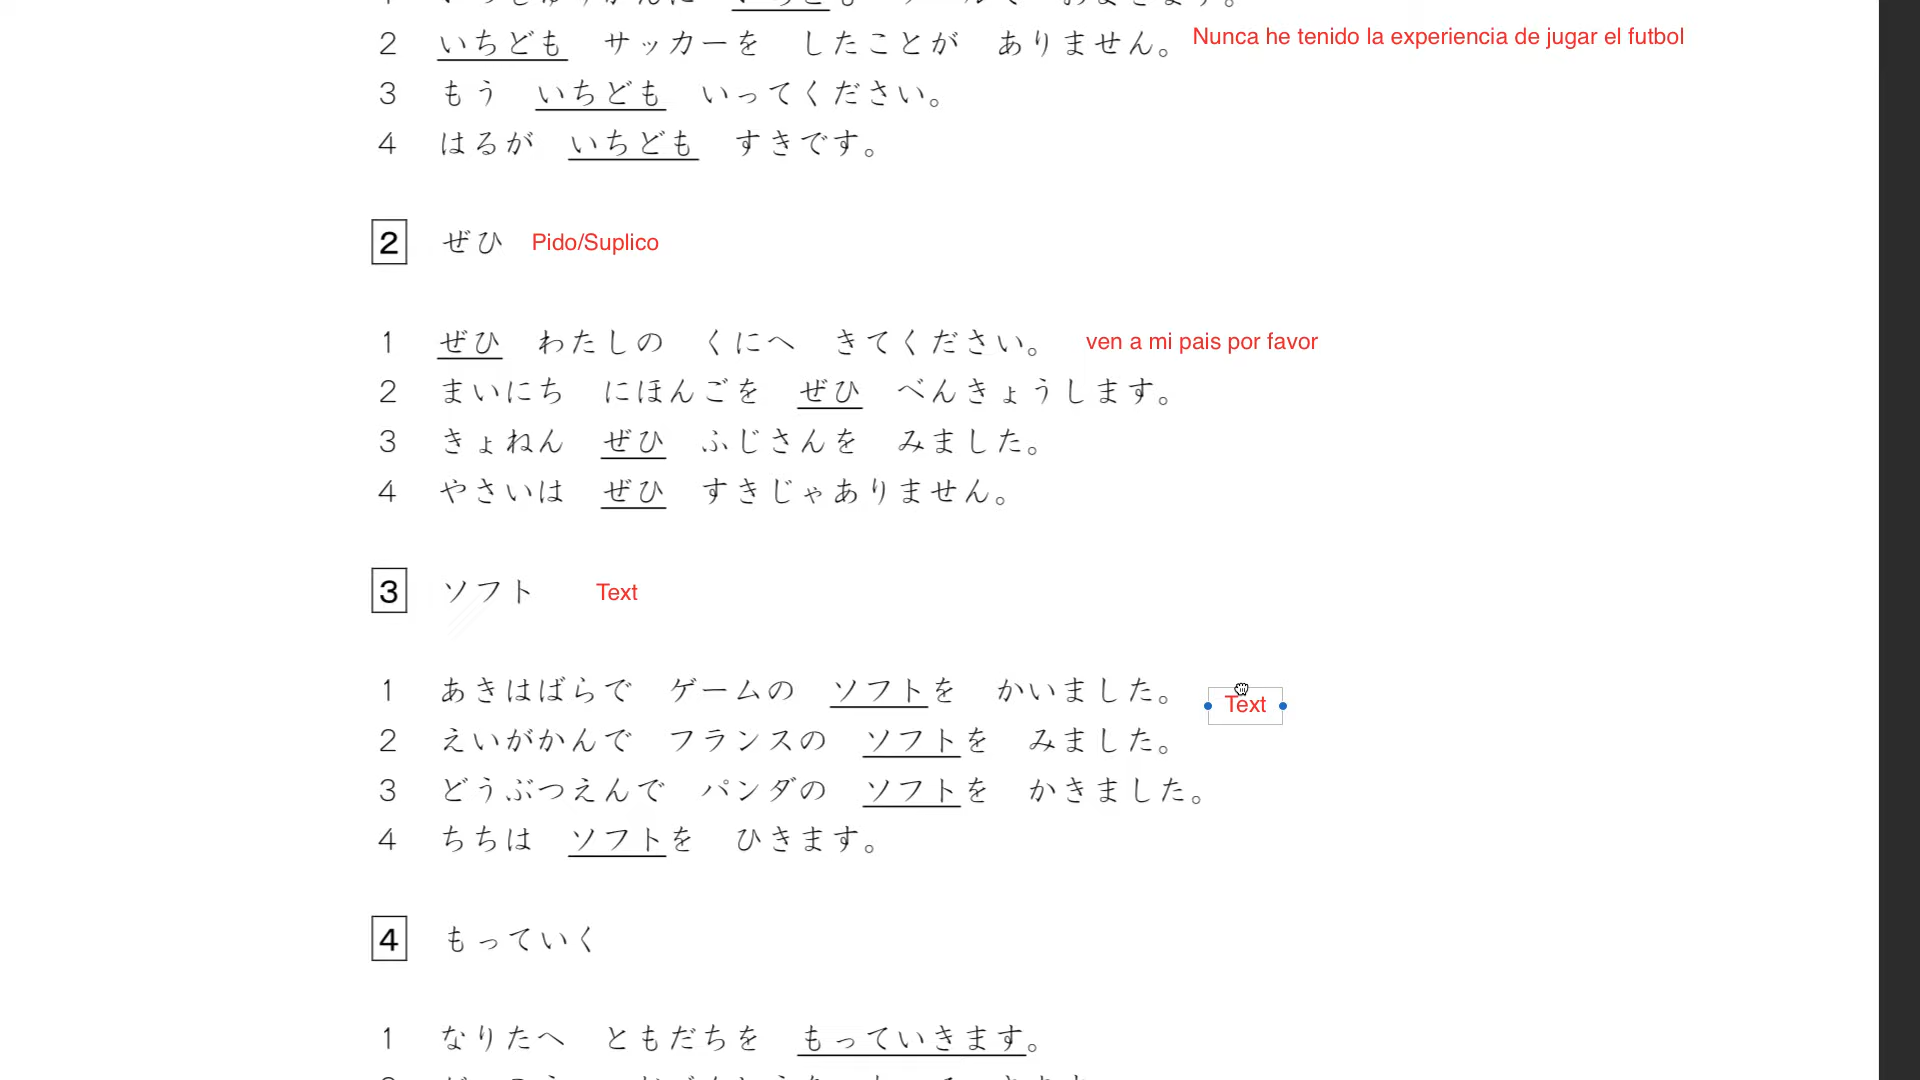 2 いちども サッカーを したことが ありません。 Nunca he tenido la experiencia de jugar el futbol
3 もう いちども いってください。
4 はるが いちども すきです。
2 ぜひ Pido/Suplico
1 ぜひ わたしの くにへ きてください。 ven a mi pais por favor
2 まいにち にほんごを ぜひ べんきょうします。
3 きょねん ぜひ ふじさんを みました。
4 やさいは ぜひ すきじゃありません。
3 ソフト Text
1 あきはばらで ゲームの ソフトを かいました。 Text
2 えいがかんで フランスの ソフトを みました。
3 どうぶつえんで パンダの ソフトを かきました。
4 ちちは ソフトを ひきます。
4 もっていく
1 なりたへ ともだちを もっていきます。